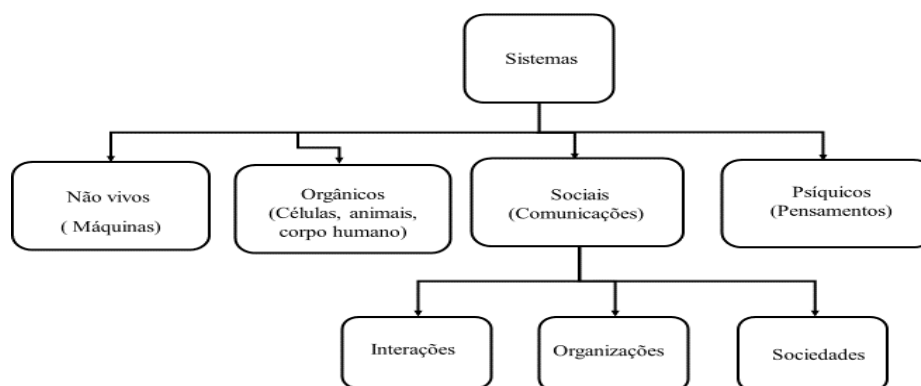 Sistemas
Não vivos
( Máquinas)
Orgânicos
(Células, animais,
corpo humano)
Sociais
(Comunicações)
Psíquicos
(Pensamentos)
Interações
Organizações
Sociedades